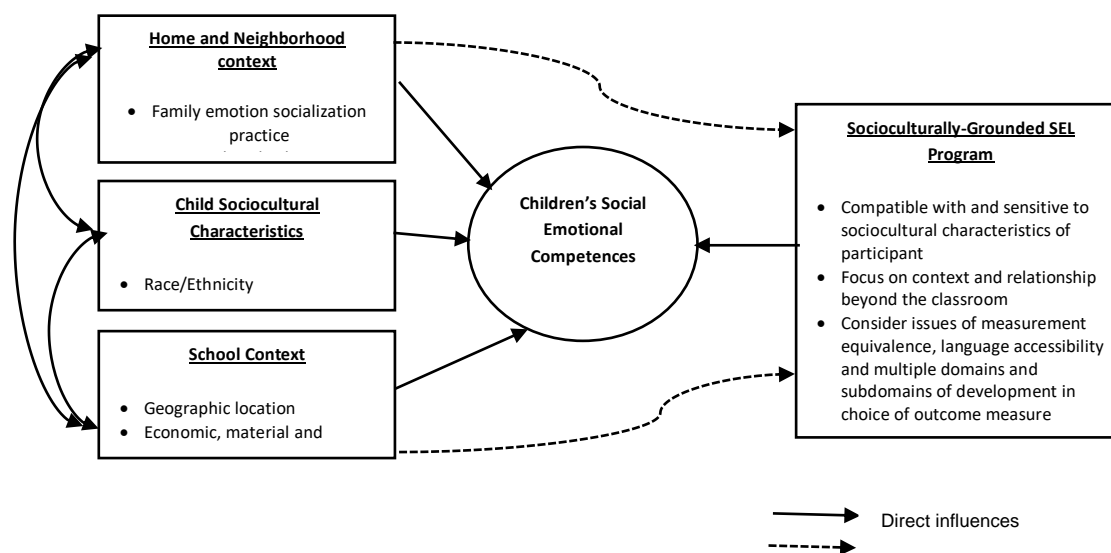 Home and Neighborhood
context
• Family emotion socialization
practice
Child Sociocultural
Characteristics
• Race/Ethnicity
School Context
• Geographic location
• Economic, material and
Children's Social
Emotional
Competences
Socioculturally-Grounded SEL
Program
• Compatible with and sensitive to
sociocultural characteristics of
participant
• Focus on context and relationship
beyond the classroom
• Consider issues of measurement
equivalence, language accessibility
and multiple domains and
subdomains of development in
choice of outcome measure
Direct influences